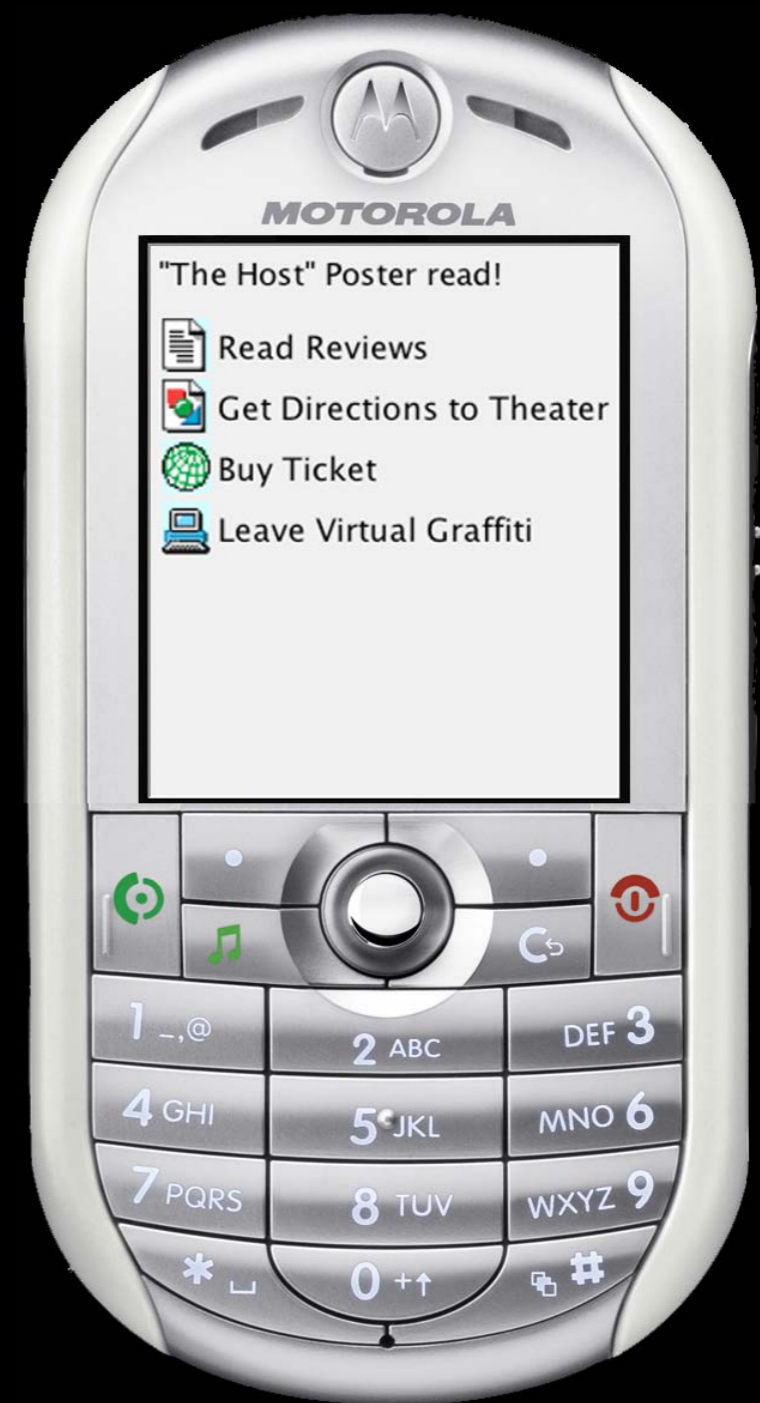 MOTOROLA
"The Host" Poster read!
Read Reviews
Get Directions to Theater
Buy Ticket
Leave Virtual Graffiti
1 _,@
2 ABC
DEF 3
4 GHI
5 JKL
MNO 6
7 PQRS
8 TUV
WXYZ 9
*
0 +↑
#